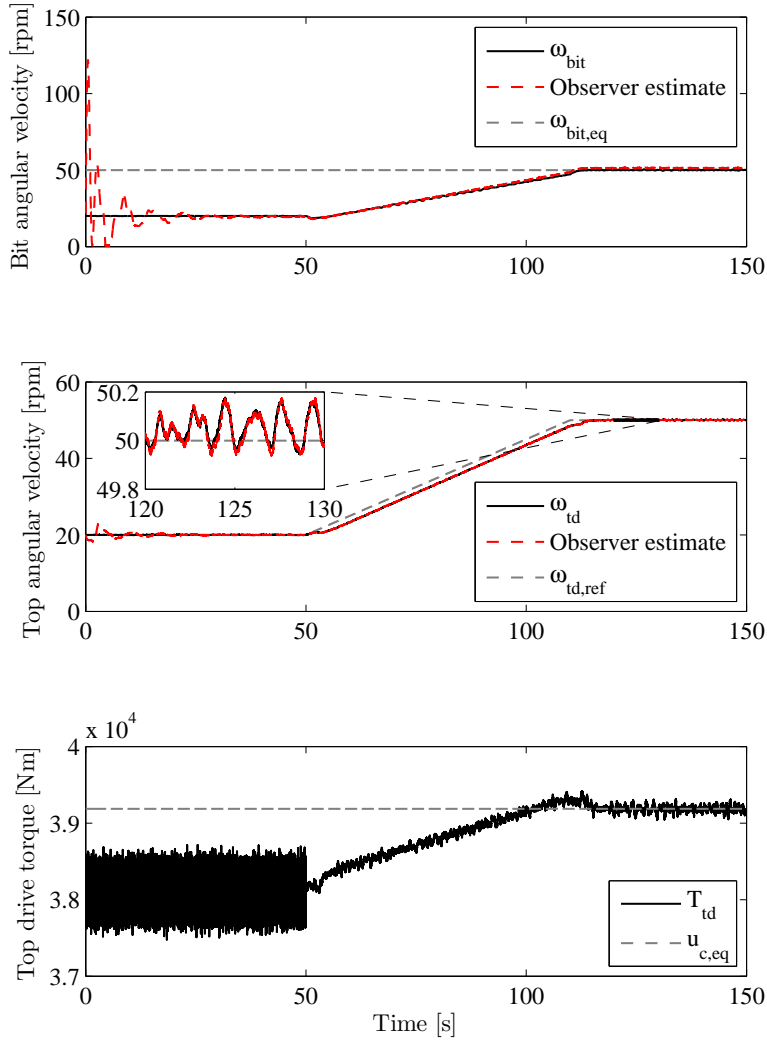 150
100
50
0
Bit angular velocity [rpm]
ω_bit
Observer estimate
ω_bit,eq
0 50 100 150
60
40
20
0
Top angular velocity [rpm]
50.2
50
49.8
120 125 130
ω_td
Observer estimate
ω_td,ref
0 50 100 150
x 10^4
4
3.9
3.8
3.7
Top drive torque [Nm]
T_td
u_c,eq
0 50 100 150
Time [s]